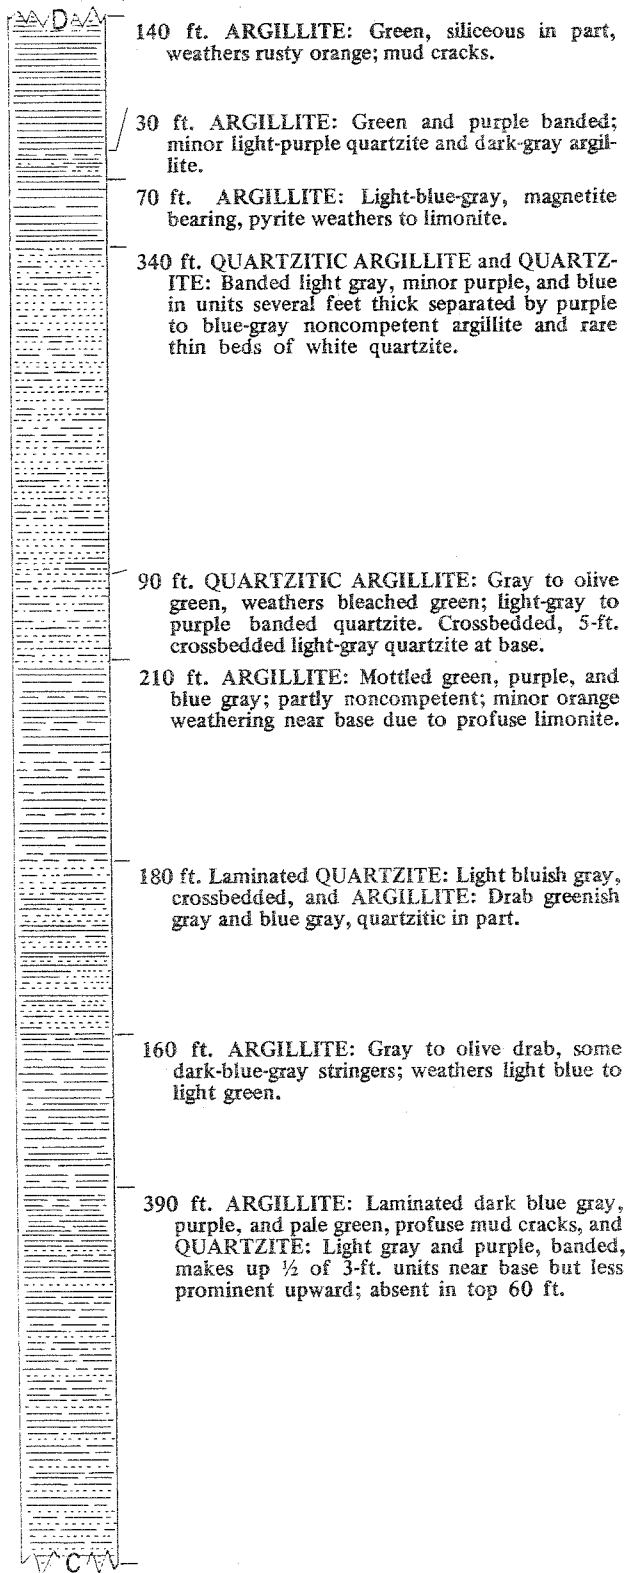 D
140 ft. ARGILLITE: Green, siliceous in part,
weathers rusty orange; mud cracks.
30 ft. ARGILLITE: Green and purple banded;
minor light-purple quartzite and dark-gray argil-
lite.
70 ft. ARGILLITE: Light-blue-gray, magnetite
bearing, pyrite weathers to limonite.
340 ft. QUARTZITIC ARGILLITE and QUARTZ-
ITE: Banded light gray, minor purple, and blue
in units several feet thick separated by purple
to blue-gray noncompetent argillite and rare
thin beds of white quartzite.
90 ft. QUARTZITIC ARGILLITE: Gray to olive
green, weathers bleached green; light-gray to
purple banded quartzite. Crossbedded, 5-ft.
crossbedded light-gray quartzite at base.
210 ft. ARGILLITE: Mottled green, purple, and
blue gray; partly noncompetent; minor orange
weathering near base due to profuse limonite.
180 ft. Laminated QUARTZITE: Light bluish gray,
crossbedded, and ARGILLITE: Drab greenish
gray and blue gray, quartzitic in part.
160 ft. ARGILLITE: Gray to olive drab, some
dark-blue-gray stringers; weathers light blue to
light green.
390 ft. ARGILLITE: Laminated dark blue gray,
purple, and pale green, profuse mud cracks, and
QUARTZITE: Light gray and purple, banded,
makes up ½ of 3-ft. units near base but less
prominent upward; absent in top 60 ft.
C